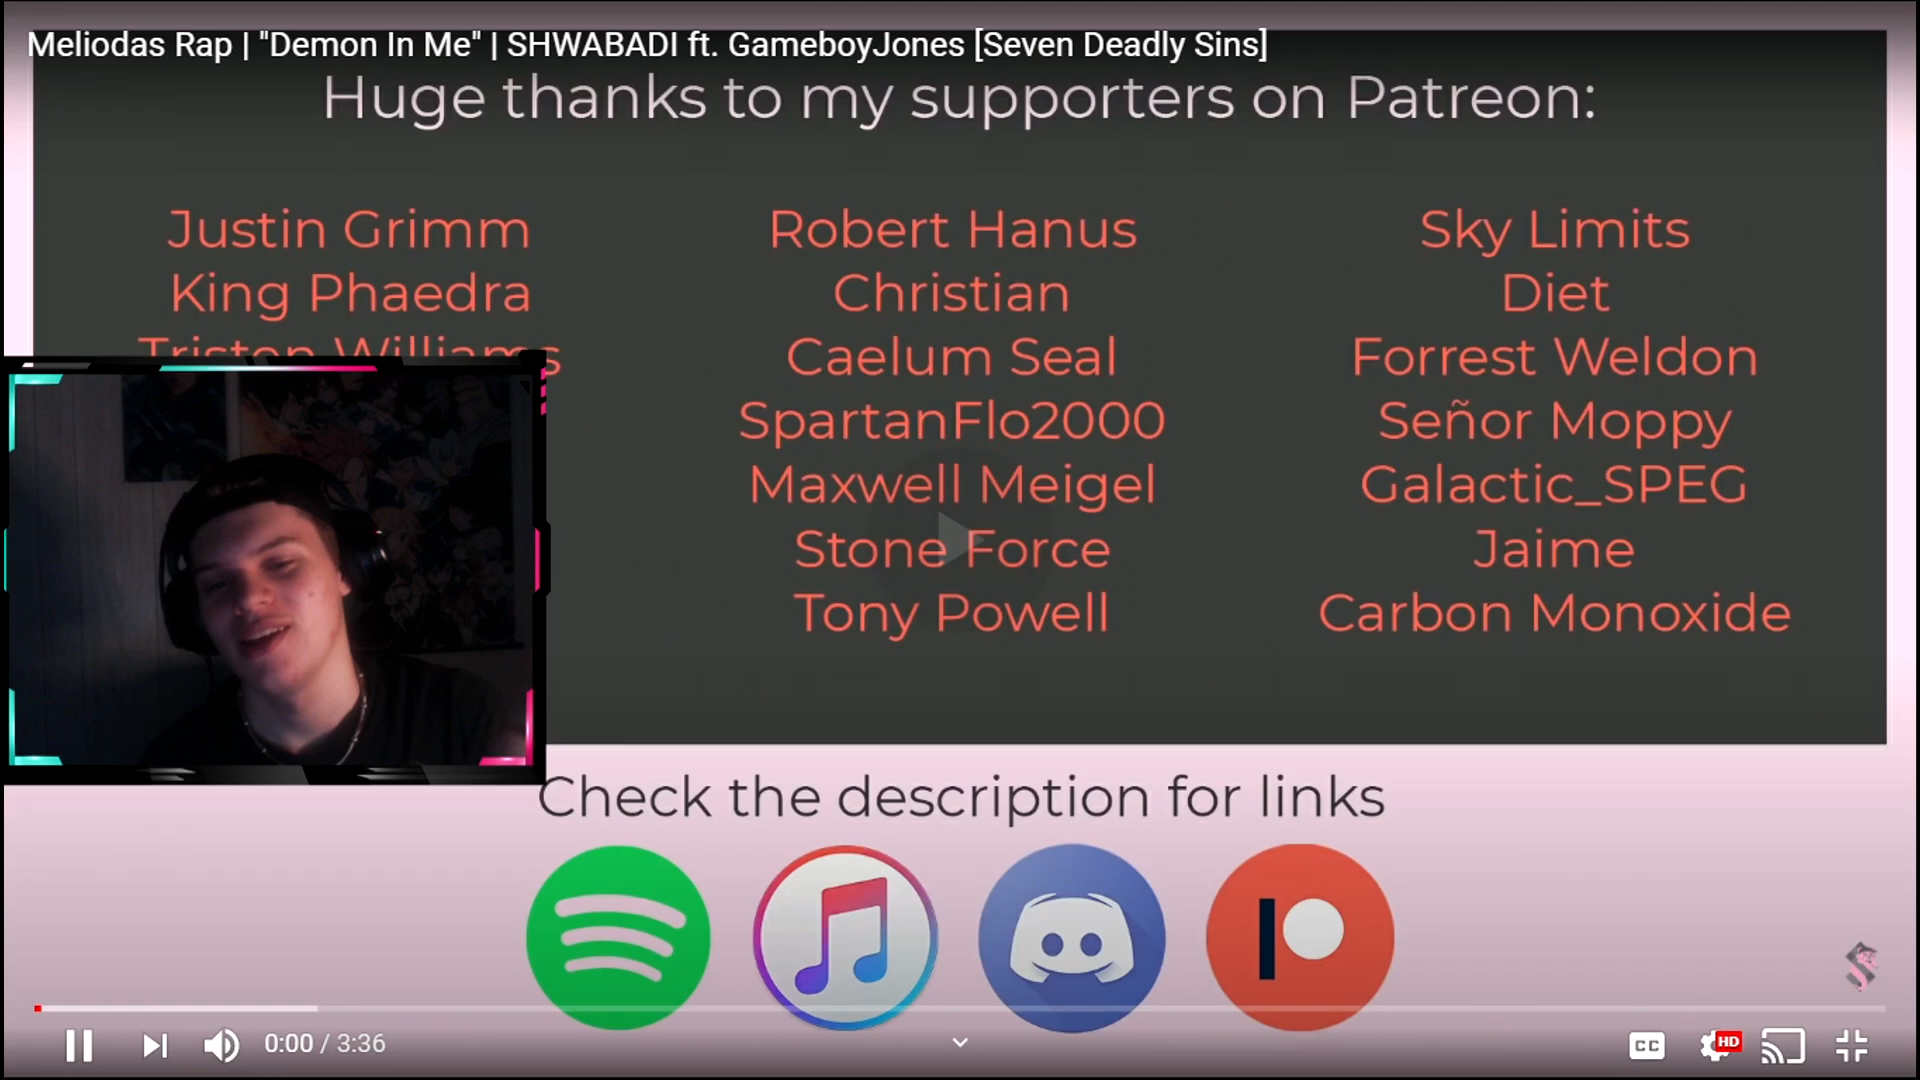 Meliodas Rap | "Demon In Me" | SHWABADI ft. GameboyJones [Seven Deadly Sins]
Huge thanks to my supporters on Patreon:
Justin Grimm
King Phaedra
Tristen Williams
Robert Hanus
Christian
Caelum Seal
SpartanFlo2000
Maxwell Meigel
Stone Force
Tony Powell
Sky Limits
Diet
Forrest Weldon
Señor Moppy
Galactic_SPEG
Jaime
Carbon Monoxide
Check the description for links
0:00 / 3:36
CC
HD